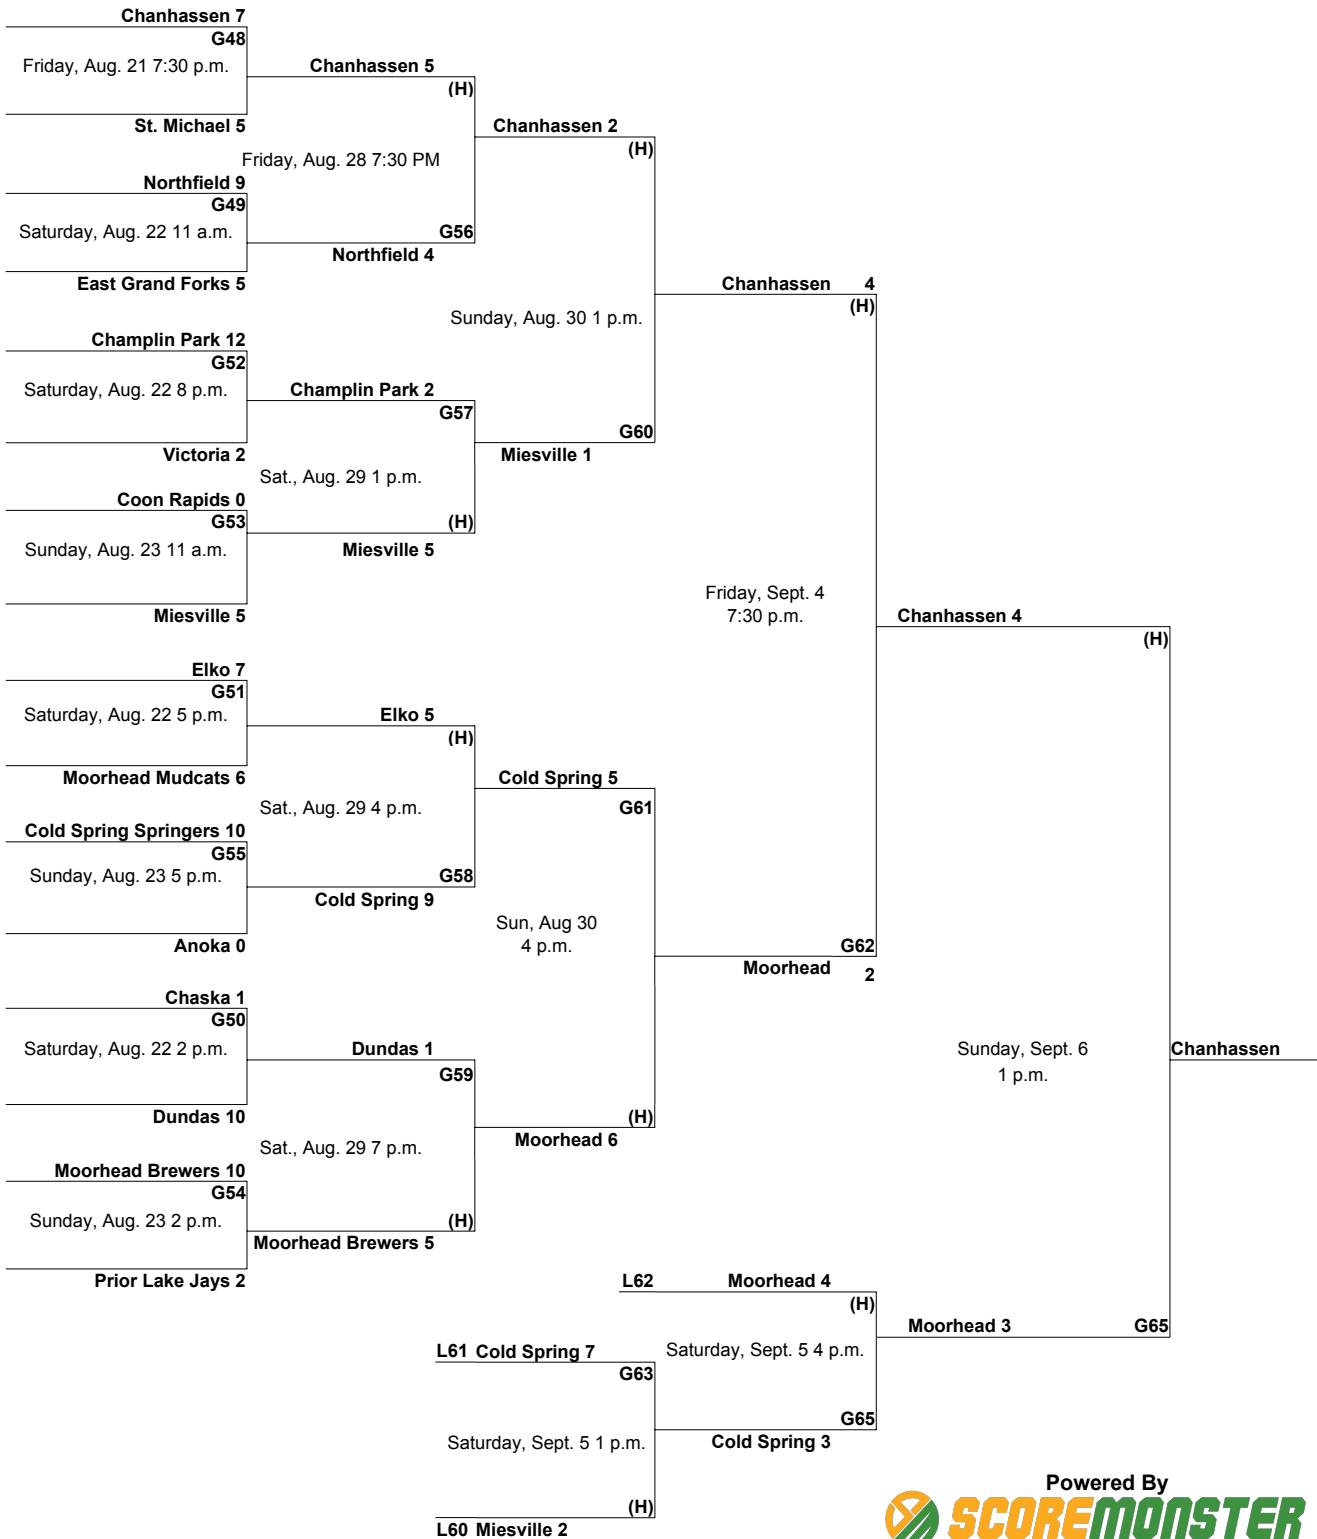 Chanhassen 7
G48
Friday, Aug. 21 7:30 p.m.
St. Michael 5
Northfield 9
G49
Saturday, Aug. 22 11 a.m.
East Grand Forks 5
Champlin Park 12
G52
Saturday, Aug. 22 8 p.m.
Victoria 2
Coon Rapids 0
G53
Sunday, Aug. 23 11 a.m.
Miesville 5
Elko 7
G51
Saturday, Aug. 22 5 p.m.
Moorhead Mudcats 6
Cold Spring Springers 10
G55
Sunday, Aug. 23 5 p.m.
Anoka 0
Chaska 1
G50
Saturday, Aug. 22 2 p.m.
Dundas 10
Moorhead Brewers 10
G54
Sunday, Aug. 23 2 p.m.
Prior Lake Jays 2
Chanhassen 5
(H)
Friday, Aug. 28 7:30 PM
G56
Northfield 4
Champlin Park 2
G57
Sat., Aug. 29 1 p.m.
(H)
Miesville 5
Elko 5
(H)
Sat., Aug. 29 4 p.m.
G58
Cold Spring 9
Dundas 1
G59
Sat., Aug. 29 7 p.m.
(H)
Moorhead Brewers 5
Chanhassen 2
(H)
Sunday, Aug. 30 1 p.m.
G60
Miesville 1
Cold Spring 5
G61
Sun, Aug 30
4 p.m.
(H)
Moorhead 6
Chanhassen 4
(H)
Friday, Sept. 4
7:30 p.m.
G62
Moorhead 2
L61 Cold Spring 7
G63
Saturday, Sept. 5 1 p.m.
(H)
L60 Miesville 2
L62 Moorhead 4
(H)
Saturday, Sept. 5 4 p.m.
G65
Cold Spring 3
Chanhassen 4
(H)
Sunday, Sept. 6
1 p.m.
Moorhead 3 G65
Chanhassen
Powered By
SCOREMONSTER